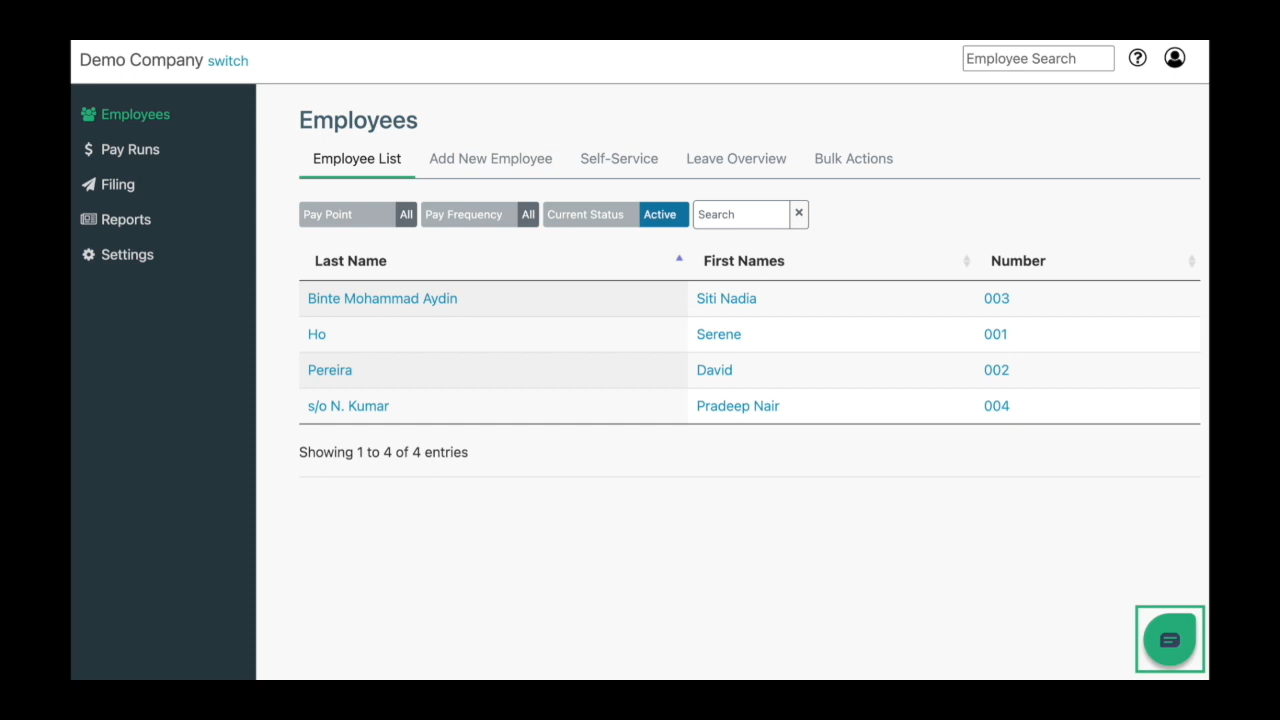 Demo Company switch
Employee Search
Employees
Pay Runs
Filing
Reports
Settings
Employees
Employee List Add New Employee Self-Service Leave Overview Bulk Actions
Pay Point All Pay Frequency All Current Status Active Search
Last Name First Names Number
Binte Mohammad Aydin Siti Nadia 003
Ho Serene 001
Pereira David 002
s/o N. Kumar Pradeep Nair 004
Showing 1 to 4 of 4 entries